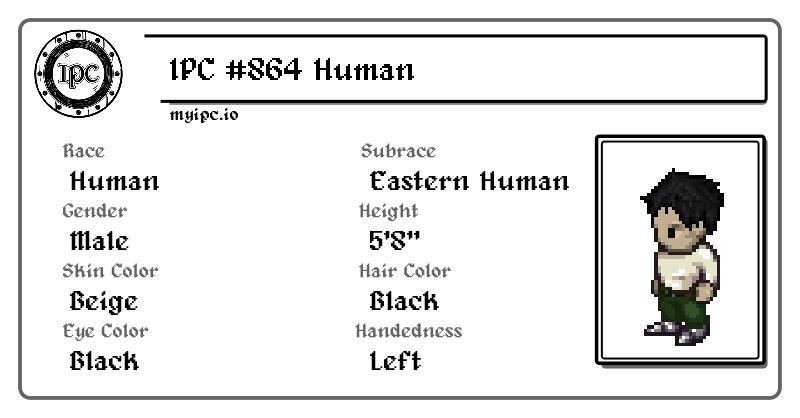 IPC
IPC #864 Human
myipc.io
Race
Human
Subrace
Eastern Human
Gender
Male
Height
5'8"
Skin Color
Beige
Hair Color
Black
Eye Color
Black
Handedness
Left